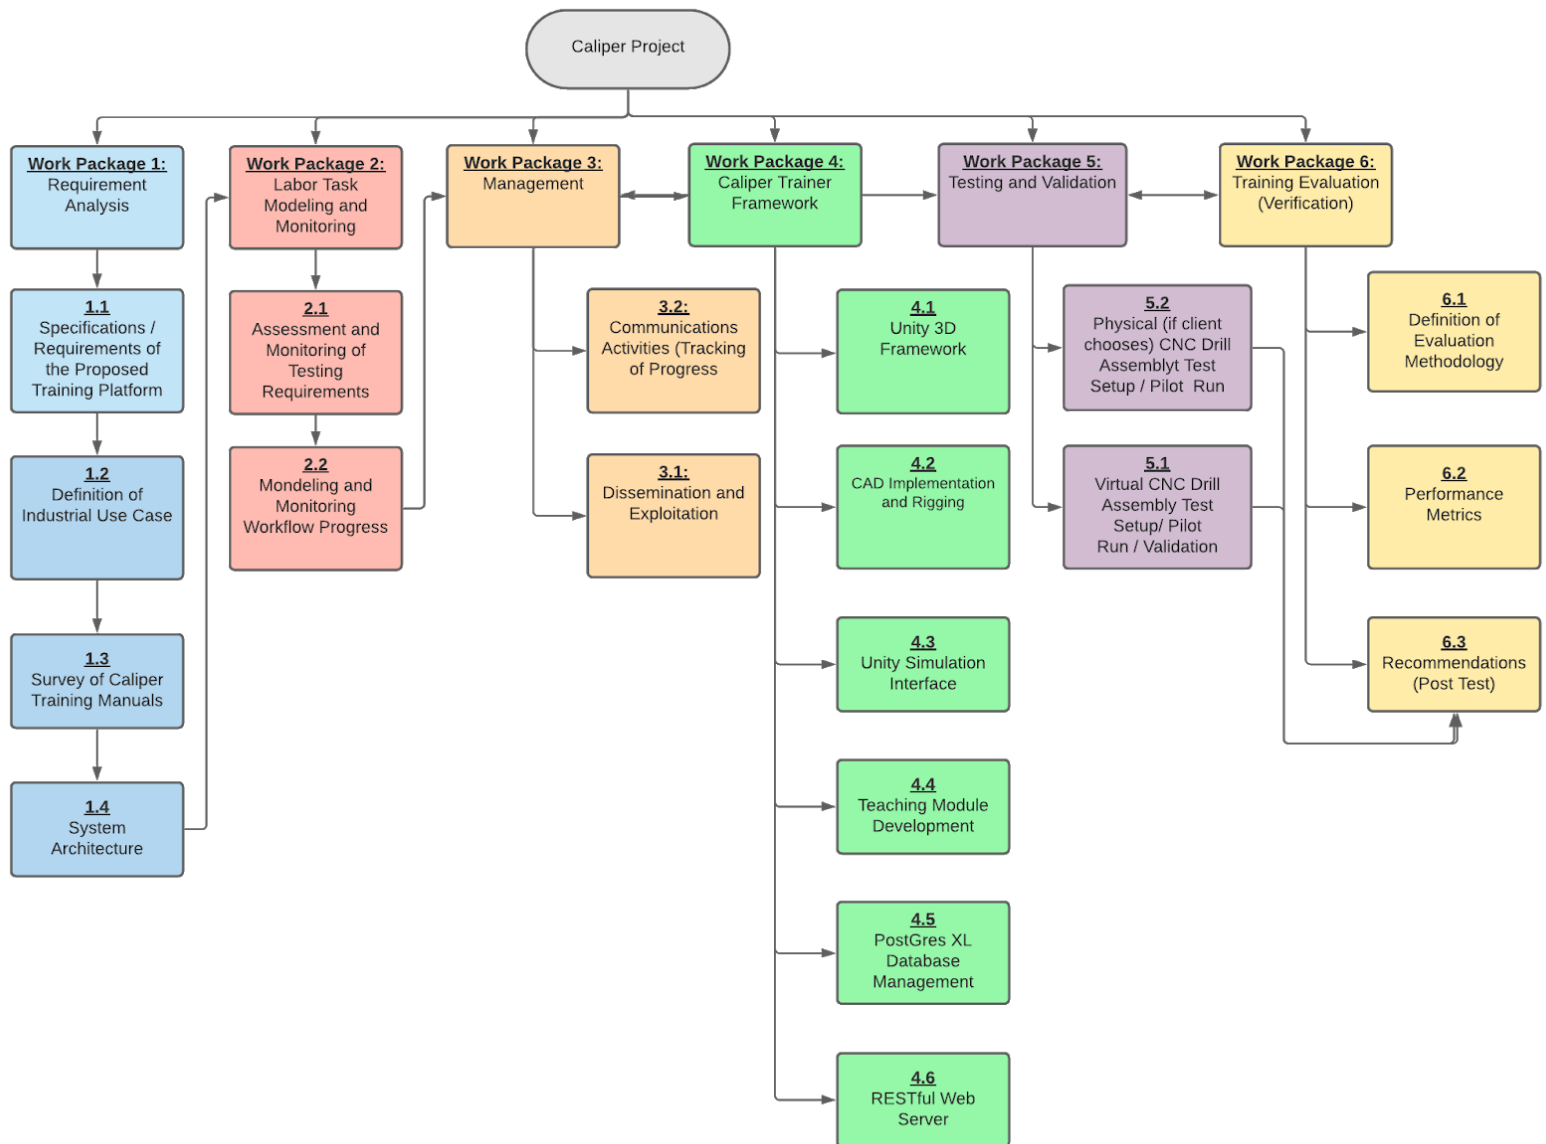 Caliper Project
Work Package 1:
Requirement
Analysis
1.1
Specifications /
Requirements of
the Proposed
Training Platform
1.2
Definition of
Industrial Use Case
1.3
Survey of Caliper
Training Manuals
1.4
System
Architecture
Work Package 2:
Labor Task
Modeling and
Monitoring
2.1
Assessment and
Monitoring of
Testing
Requirements
2.2
Mondeling and
Monitoring
Workflow Progress
Work Package 3:
Management
3.2:
Communications
Activities (Tracking
of Progress
3.1:
Dissemination and
Exploitation
Work Package 4:
Caliper Trainer
Framework
4.1
Unity 3D
Framework
4.2
CAD Implementation
and Rigging
4.3
Unity Simulation
Interface
4.4
Teaching Module
Development
4.5
PostGres XL
Database
Management
4.6
RESTful Web
Server
Work Package 5:
Testing and Validation
5.2
Physical (if client
chooses) CNC Drill
Assemblyt Test
Setup / Pilot Run
5.1
Virtual CNC Drill
Assembly Test
Setup/ Pilot
Run / Validation
Work Package 6:
Training Evaluation
(Verification)
6.1
Definition of
Evaluation
Methodology
6.2
Performance
Metrics
6.3
Recommendations
(Post Test)